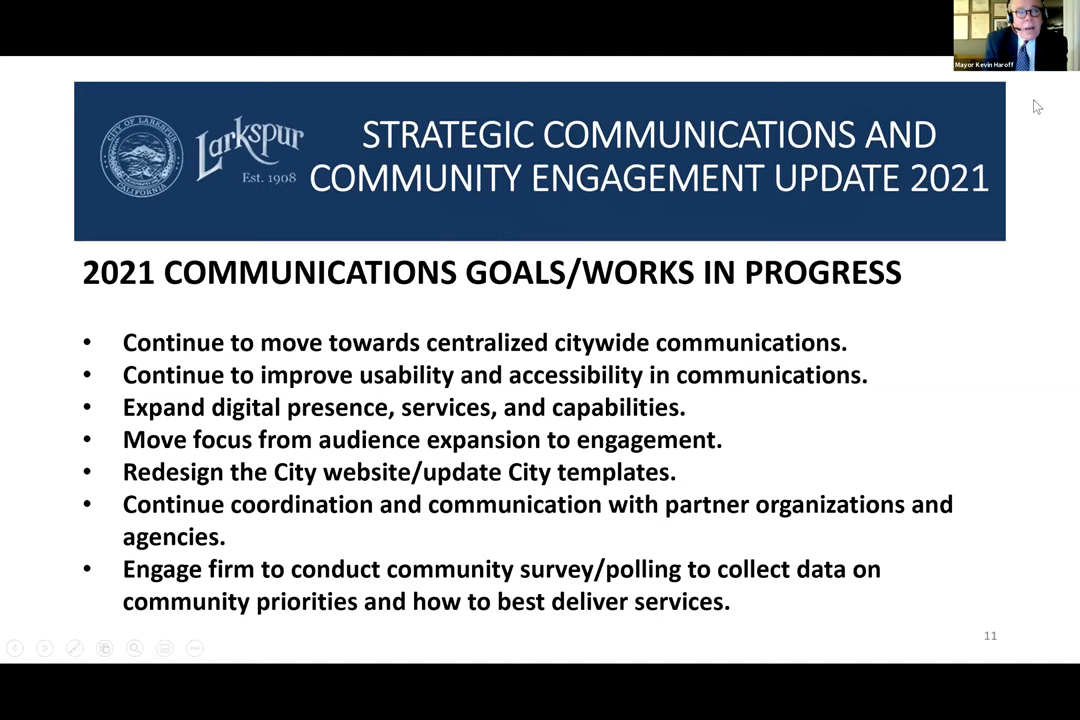 Mayor Kevin Haroff
CITY OF LARKSPUR
CALIFORNIA
Larkspur
Est. 1908
STRATEGIC COMMUNICATIONS AND
COMMUNITY ENGAGEMENT UPDATE 2021
2021 COMMUNICATIONS GOALS/WORKS IN PROGRESS
• Continue to move towards centralized citywide communications.
• Continue to improve usability and accessibility in communications.
• Expand digital presence, services, and capabilities.
• Move focus from audience expansion to engagement.
• Redesign the City website/update City templates.
• Continue coordination and communication with partner organizations and
agencies.
• Engage firm to conduct community survey/polling to collect data on
community priorities and how to best deliver services.
11